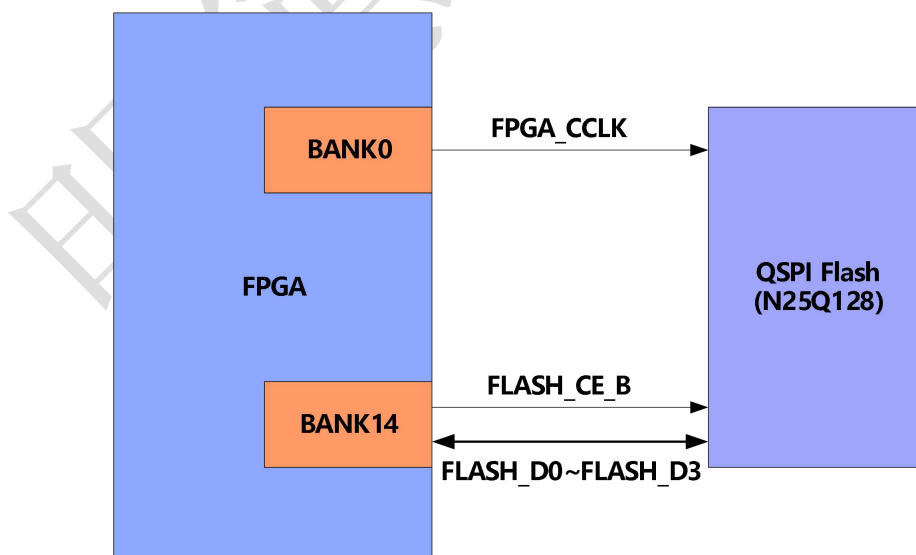 BANK0
FPGA_CCLK
FPGA
QSPI Flash
(N25Q128)
BANK14
FLASH_CE_B
FLASH_D0~FLASH_D3